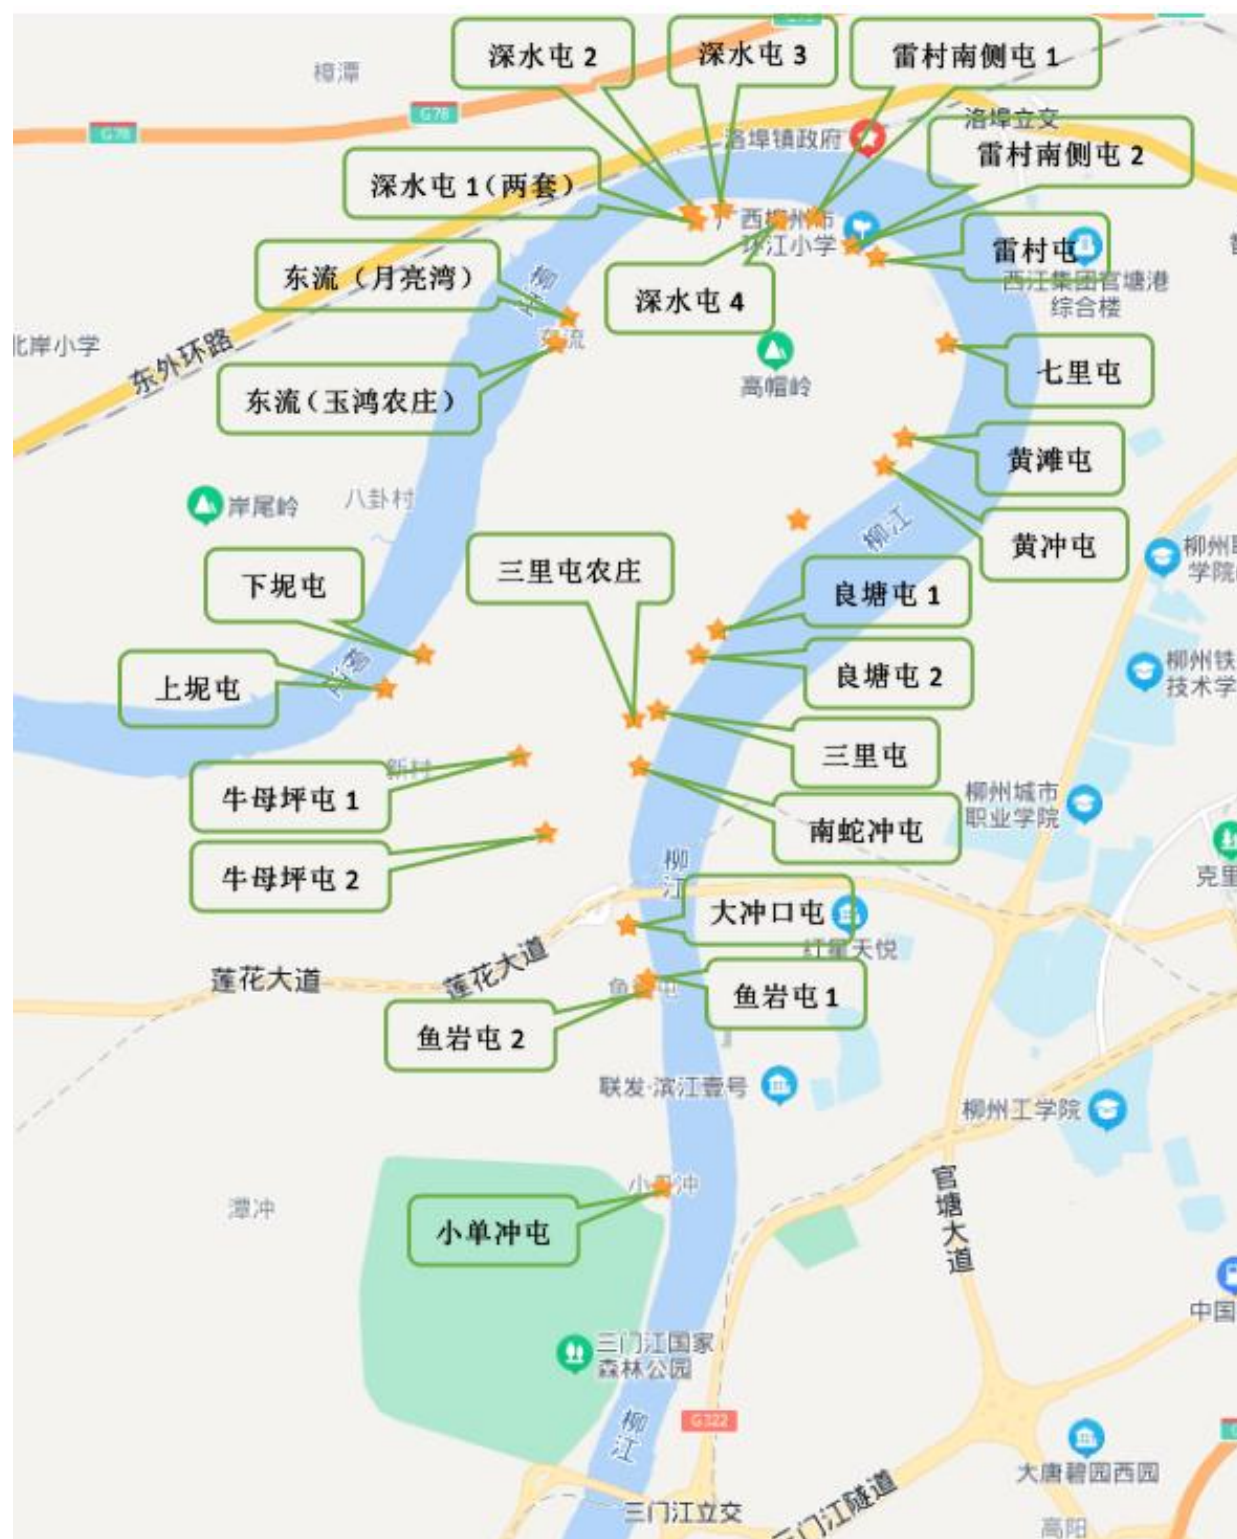 深水屯 2
深水屯 3
雷村南侧屯 1
樟潭
G78
G78
洛埠立交
洛埠镇政府
雷村南侧屯 2
深水屯 1(两套)
广西柳州市
环江小学
雷村屯
东流（月亮湾）
西江集团官塘港
综合楼
深水屯 4
柳江
北岸小学
东外环路
七里屯
高帽岭
东流(玉鸿农庄)
黄滩屯
岸尾岭
八卦村
柳江
黄冲屯
三里屯农庄
下坭屯
良塘屯 1
柳州铁
技术学
良塘屯 2
上坭屯
三里屯
新村
牛母坪屯 1
柳州城市
职业学院
南蛇冲屯
牛母坪屯 2
柳江
克里
大冲口屯
红星天悦
莲花大道
莲花大道
鱼岩屯 1
鱼岩屯 2
联发·滨江壹号
柳州工学院
官塘大道
潭冲
小单冲屯
中国
三门江国家
森林公园
柳江
G322
大唐碧园西园
三门江立交
三门江隧道
高阳